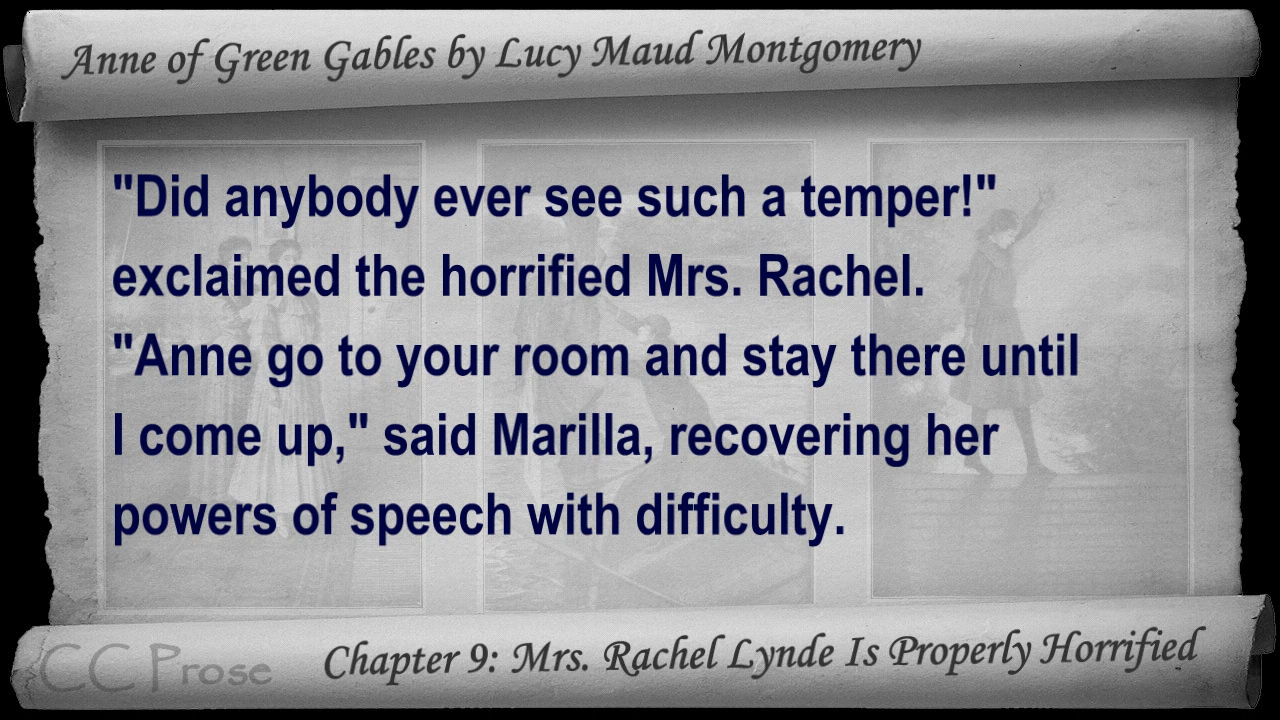 Anne of Green Gables by Lucy Maud Montgomery
"Did anybody ever see such a temper!"
exclaimed the horrified Mrs. Rachel.
"Anne go to your room and stay there until
I come up," said Marilla, recovering her
powers of speech with difficulty.
CC Prose
Chapter 9: Mrs. Rachel Lynde Is Properly Horrified